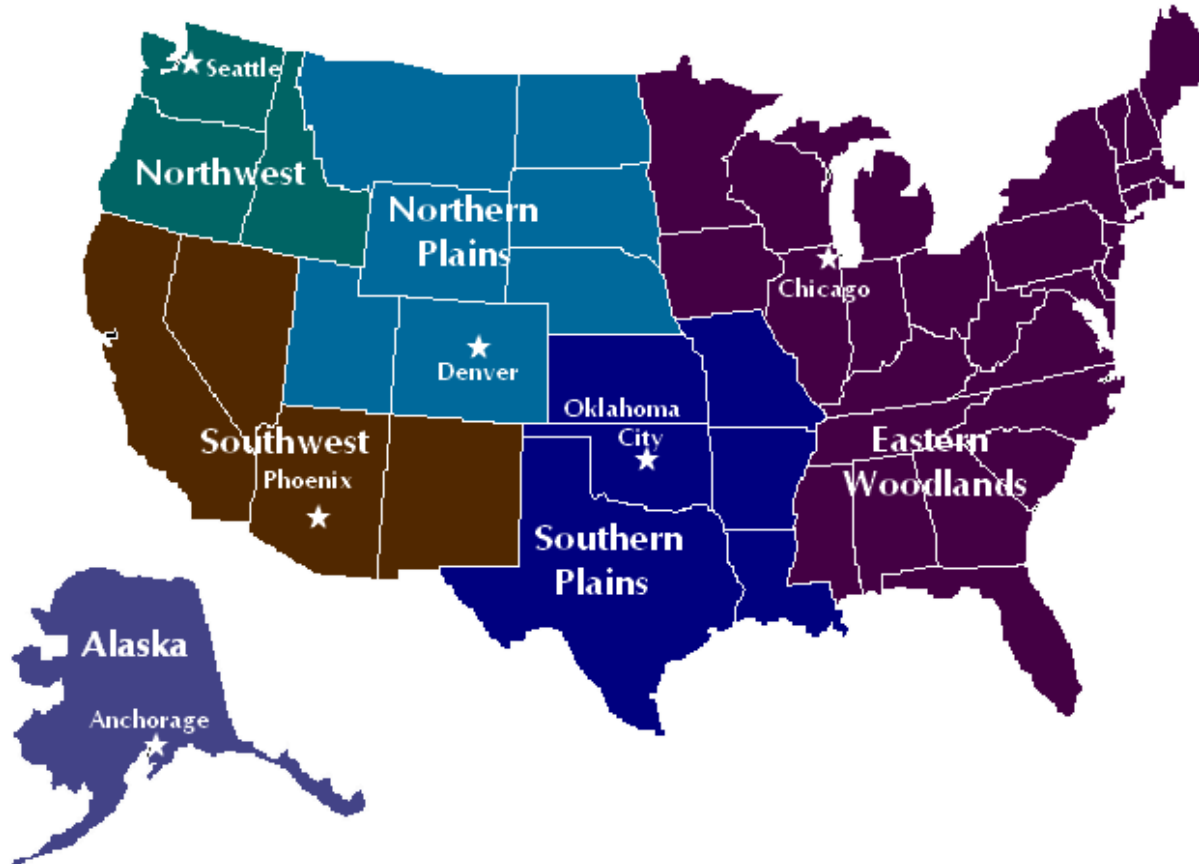 Seattle
Northwest
Northern
Plains
Chicago
Denver
Oklahoma
City
Southwest
Phoenix
Eastern
Woodlands
Southern
Plains
Alaska
Anchorage